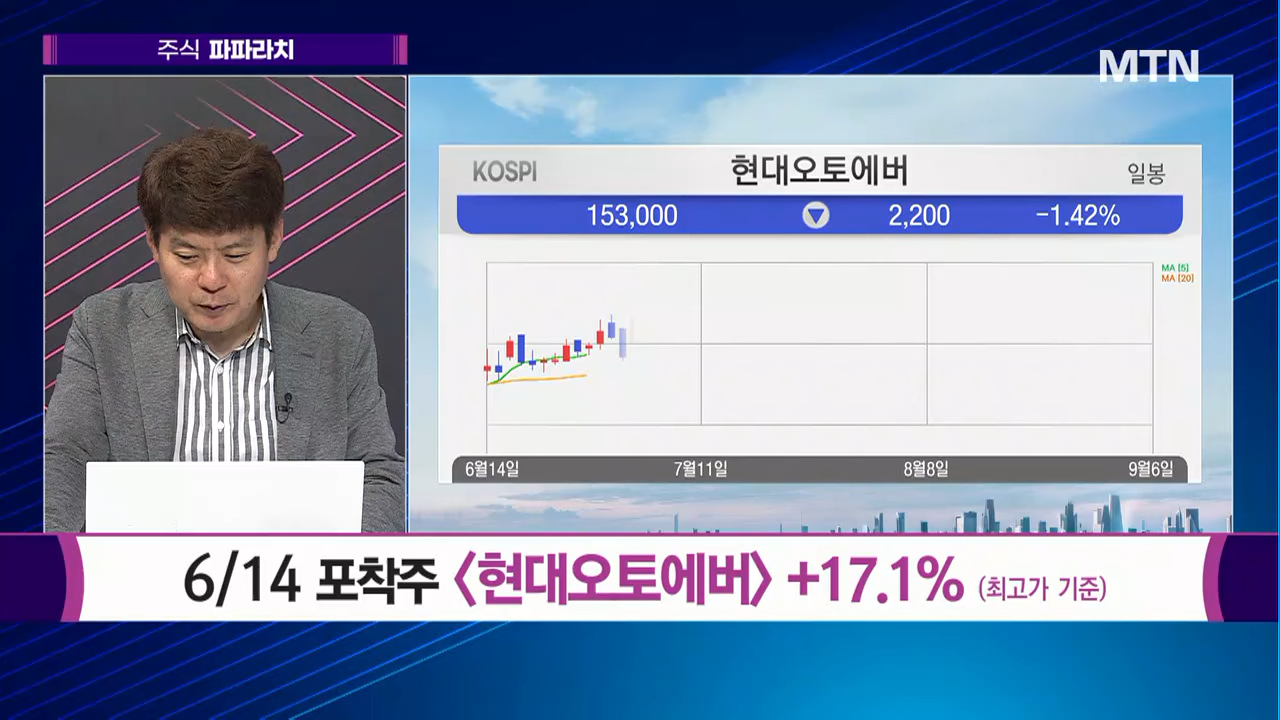 주식 파파라치
MTN
KOSPI 현대오토에버 일봉
153,000 ▼ 2,200 -1.42%
MA [5]
MA [20]
6월14일 7월11일 8월8일 9월6일
6/14 포착주 <현대오토에버> +17.1% (최고가 기준)